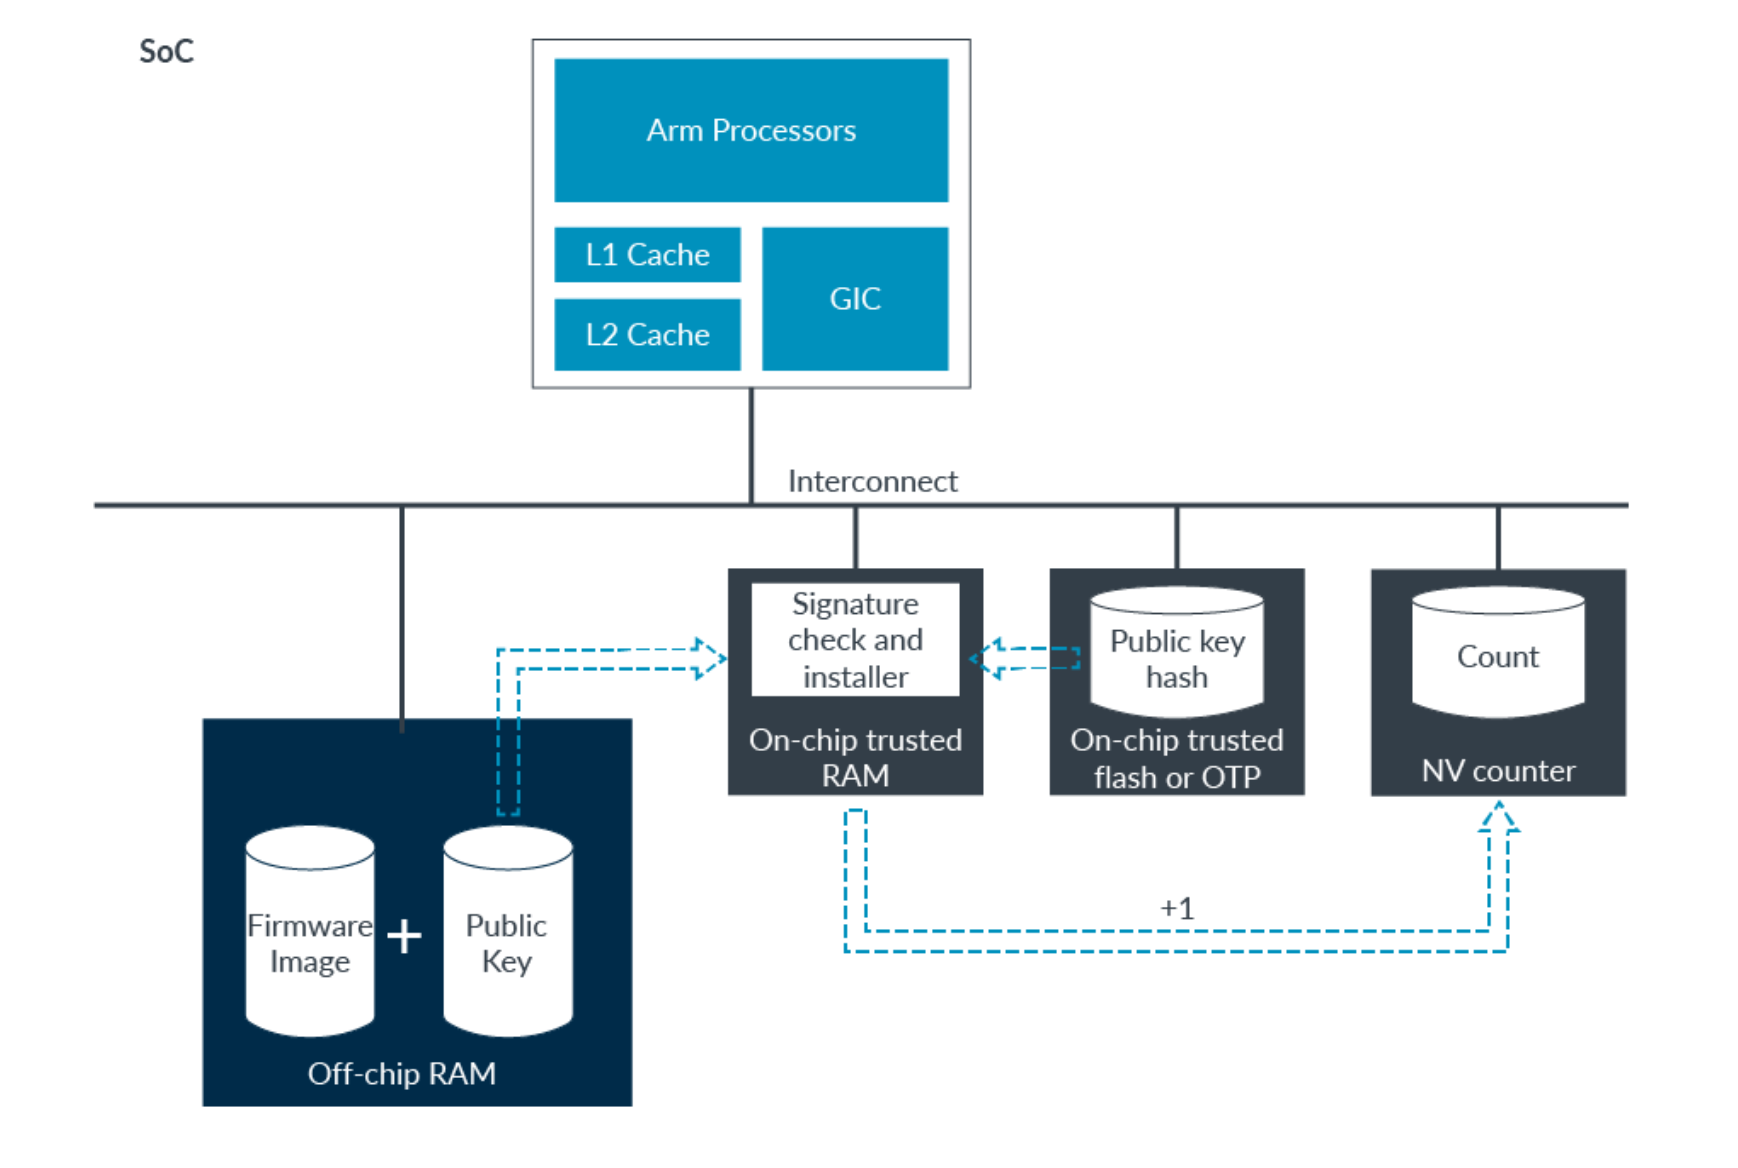 SoC
Arm Processors
L1 Cache
GIC
L2 Cache
Interconnect
Signature
check and
installer
On-chip trusted
RAM
Public key
hash
On-chip trusted
flash or OTP
Count
NV counter
+1
Firmware
Image
+
Public
Key
Off-chip RAM